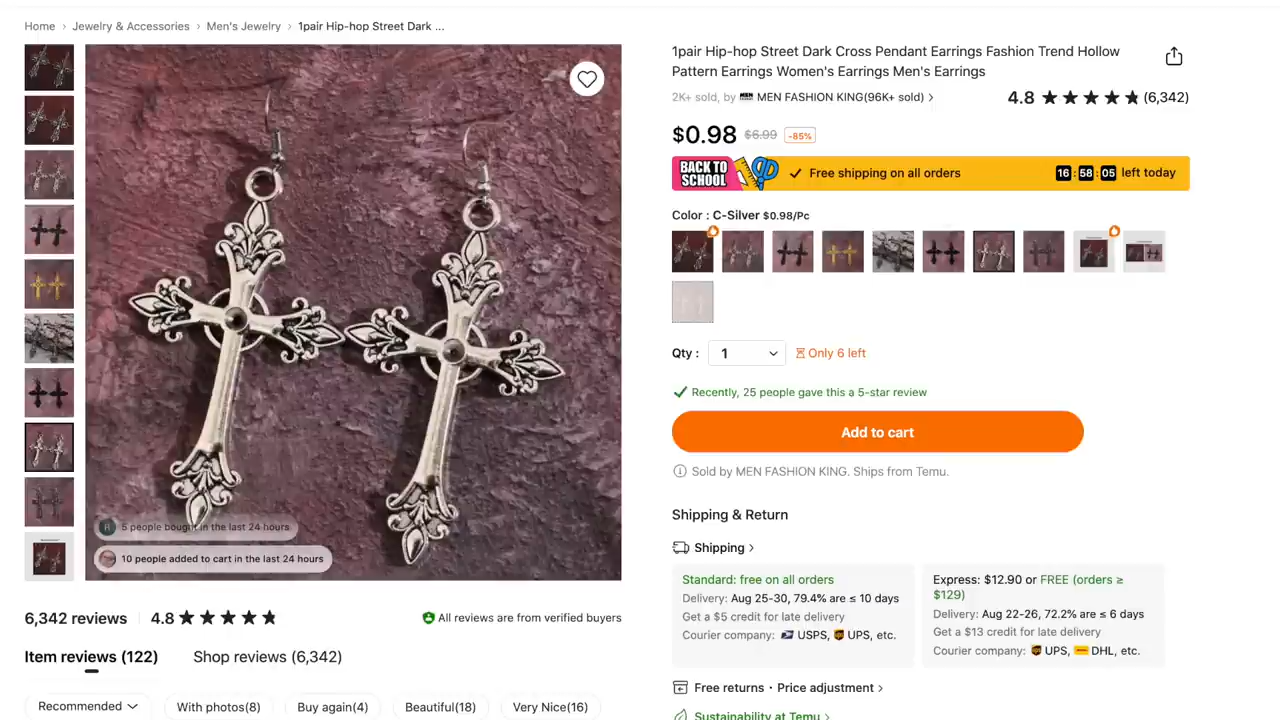 Home › Jewelry & Accessories › Men's Jewelry › 1pair Hip-hop Street Dark ...
1pair Hip-hop Street Dark Cross Pendant Earrings Fashion Trend Hollow
Pattern Earrings Women's Earrings Men's Earrings
2K+ sold, by MEN FASHION KING(96K+ sold) ›
4.8 (6,342)
$0.98 $6.99 -85%
BACK TO
SCHOOL
Free shipping on all orders
16 : 58 : 05 left today
Color : C-Silver $0.98/Pc
Qty : 1 Only 6 left
Recently, 25 people gave this a 5-star review
Add to cart
Sold by MEN FASHION KING. Ships from Temu.
Shipping & Return
Shipping ›
Standard: free on all orders
Delivery: Aug 25-30, 79.4% are ≤ 10 days
Get a $5 credit for late delivery
Courier company: USPS, UPS, etc.
Express: $12.90 or FREE (orders ≥
$129)
Delivery: Aug 22-26, 72.2% are ≤ 6 days
Get a $13 credit for late delivery
Courier company: UPS, DHL, etc.
Free returns · Price adjustment ›
Sustainability at Temu ›
R 5 people bought in the last 24 hours
10 people added to cart in the last 24 hours
6,342 reviews 4.8
All reviews are from verified buyers
Item reviews (122) Shop reviews (6,342)
Recommended With photos(8) Buy again(4) Beautiful(18) Very Nice(16)